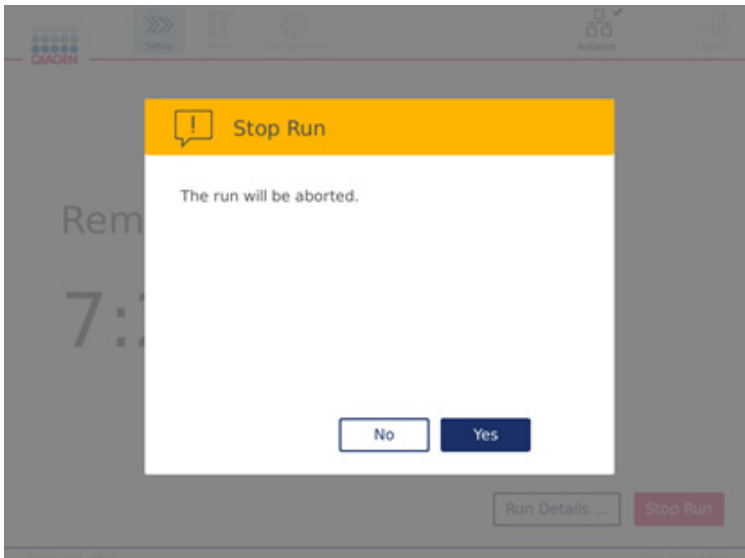 QIAGEN
Setup
Network
! Stop Run
The run will be aborted.
Rem
7:
No
Yes
Run Details ...
Stop Run